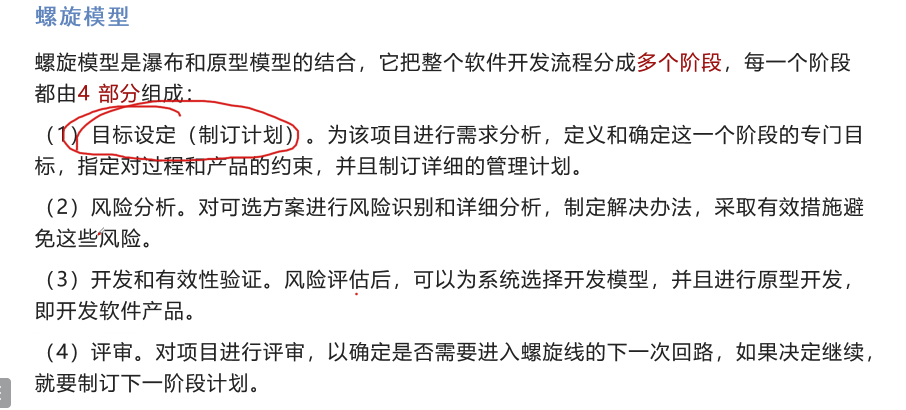 螺旋模型
螺旋模型是瀑布和原型模型的结合，它把整个软件开发流程分成多个阶段，每一个阶段
都由4 部分组成：
（1）目标设定（制订计划）。为该项目进行需求分析，定义和确定这一个阶段的专门目
标，指定对过程和产品的约束，并且制订详细的管理计划。
（2）风险分析。对可选方案进行风险识别和详细分析，制定解决办法，采取有效措施避
免这些风险。
（3）开发和有效性验证。风险评估后，可以为系统选择开发模型，并且进行原型开发，
即开发软件产品。
（4）评审。对项目进行评审，以确定是否需要进入螺旋线的下一次回路，如果决定继续，
就要制订下一阶段计划。